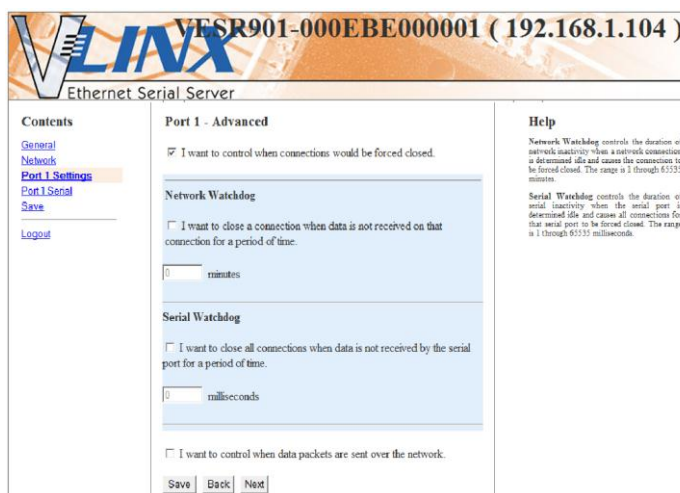 VESR901-000EBE000001 ( 192.168.1.104 )
VLINX
Ethernet Serial Server
Contents
General
Network
Port 1 Settings
Port 1 Serial
Save
Logout
Port 1 - Advanced
I want to control when connections would be forced closed.
Network Watchdog
I want to close a connection when data is not received on that
connection for a period of time.
0 minutes
Serial Watchdog
I want to close all connections when data is not received by the serial
port for a period of time.
0 milliseconds
I want to control when data packets are sent over the network.
Save Back Next
Help
Network Watchdog controls the duration of
network inactivity when a network connection
is determined idle and causes the connection to
be forced closed. The range is 1 through 65535
minutes.
Serial Watchdog controls the duration of
serial inactivity when the serial port is
determined idle and causes all connections for
that serial port to be forced closed. The range
is 1 through 65535 milliseconds.